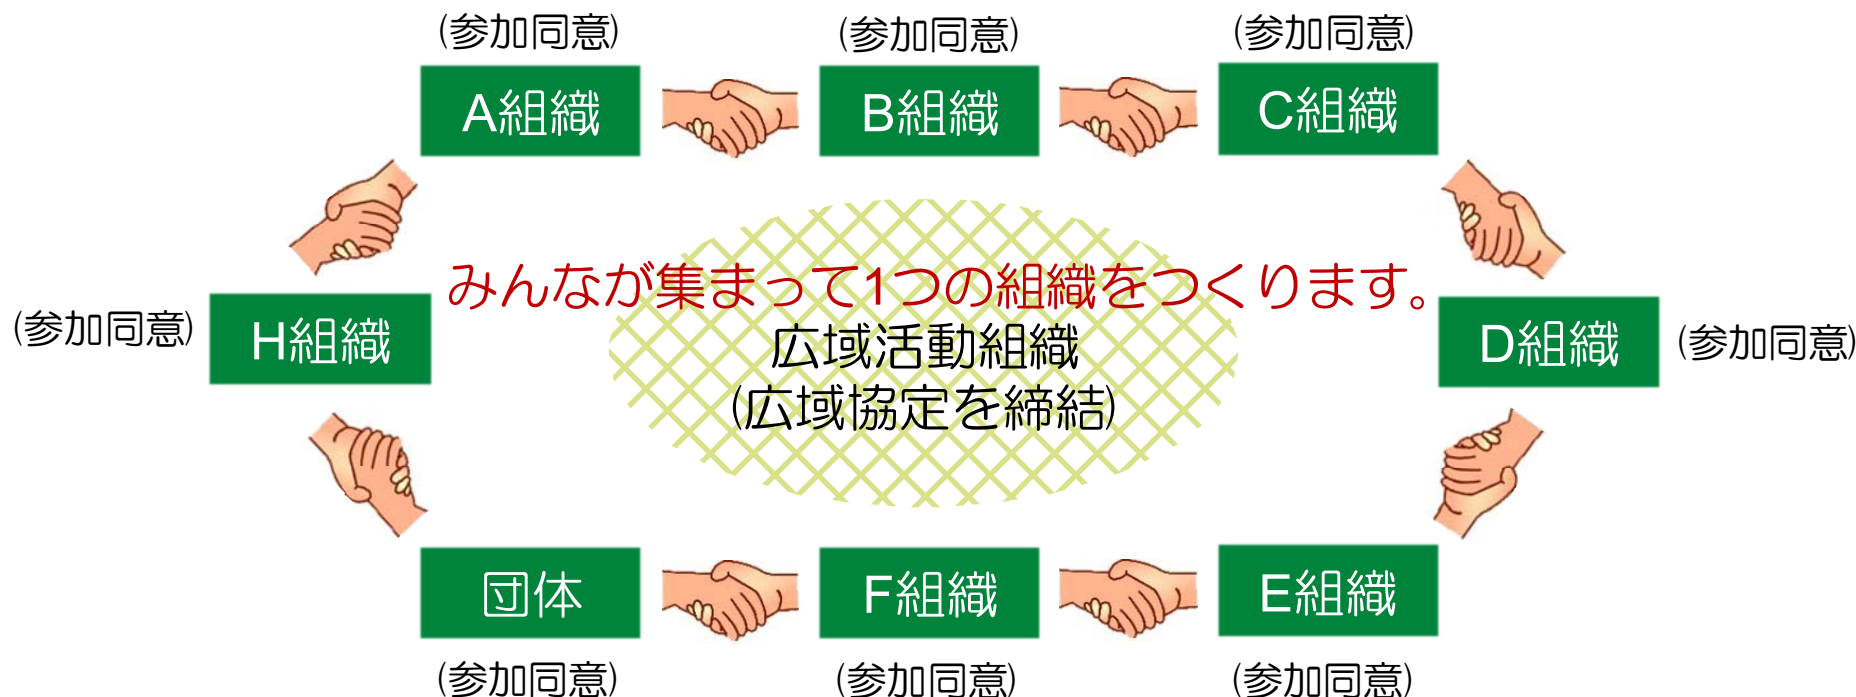 (参加同意)
(参加同意)
(参加同意)
A組織
B組織
C組織
みんなが集まって1つの組織をつくります。
広域活動組織
(広域協定を締結)
(参加同意)
H組織
D組織
(参加同意)
団体
F組織
E組織
(参加同意)
(参加同意)
(参加同意)